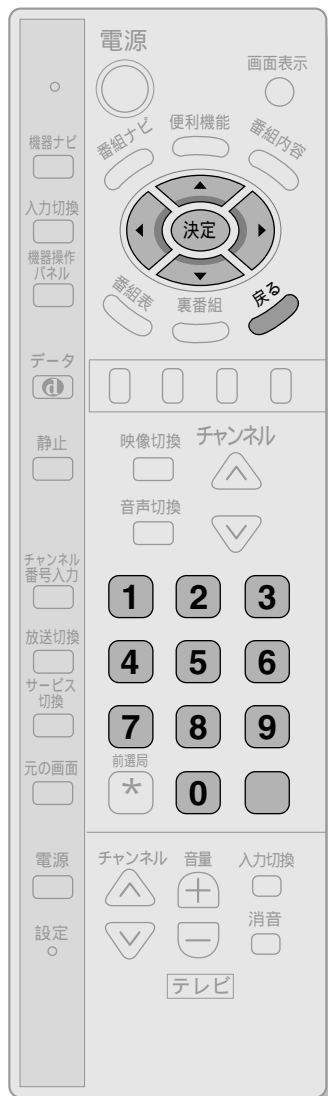 電源
画面表示
機器ナビ
番組ナビ
便利機能
番組内容
入力切換
決定
機器操作
パネル
番組表
裏番組
戻る
データ
d
静止
映像切換
チャンネル
音声切換
チャンネル
番号入力
1 2 3
放送切換
4 5 6
サービス
切換
7 8 9
元の画面
前選局
* 0
電源
チャンネル
音量
入力切換
＋
消音
設定
－
テレビ